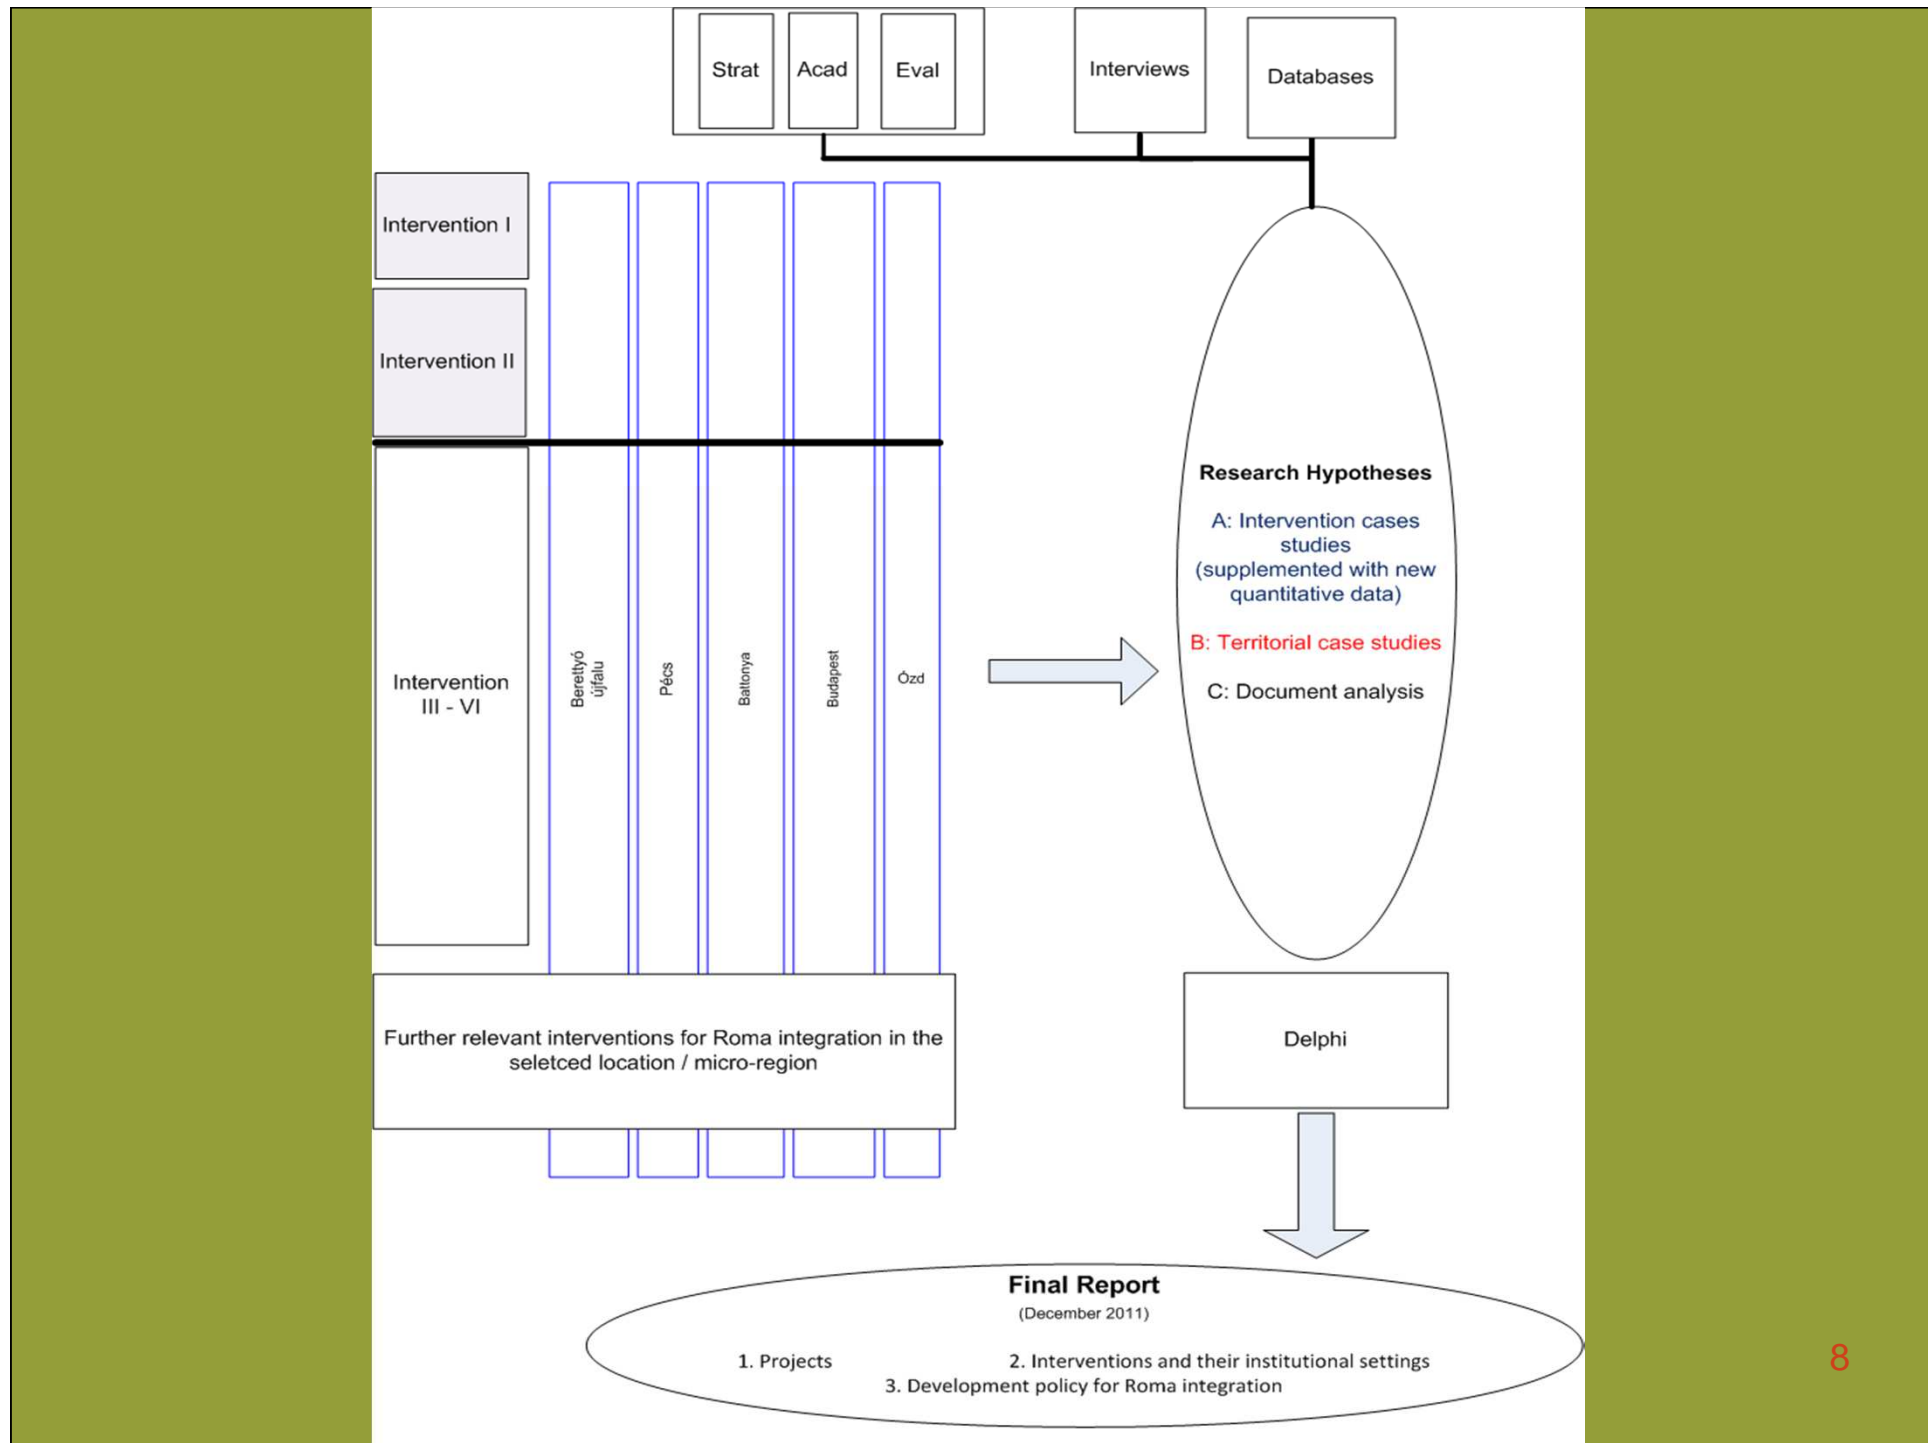 Strat
Acad
Eval
Interviews
Databases
Intervention I
Intervention II
Intervention
III - VI
Berettyó
újfalu
Pécs
Battonya
Budapest
Ózd
Research Hypotheses
A: Intervention cases
studies
(supplemented with new
quantitative data)
B: Territorial case studies
C: Document analysis
Further relevant interventions for Roma integration in the
seletced location / micro-region
Delphi
Final Report
(December 2011)
1. Projects
2. Interventions and their institutional settings
3. Development policy for Roma integration
8